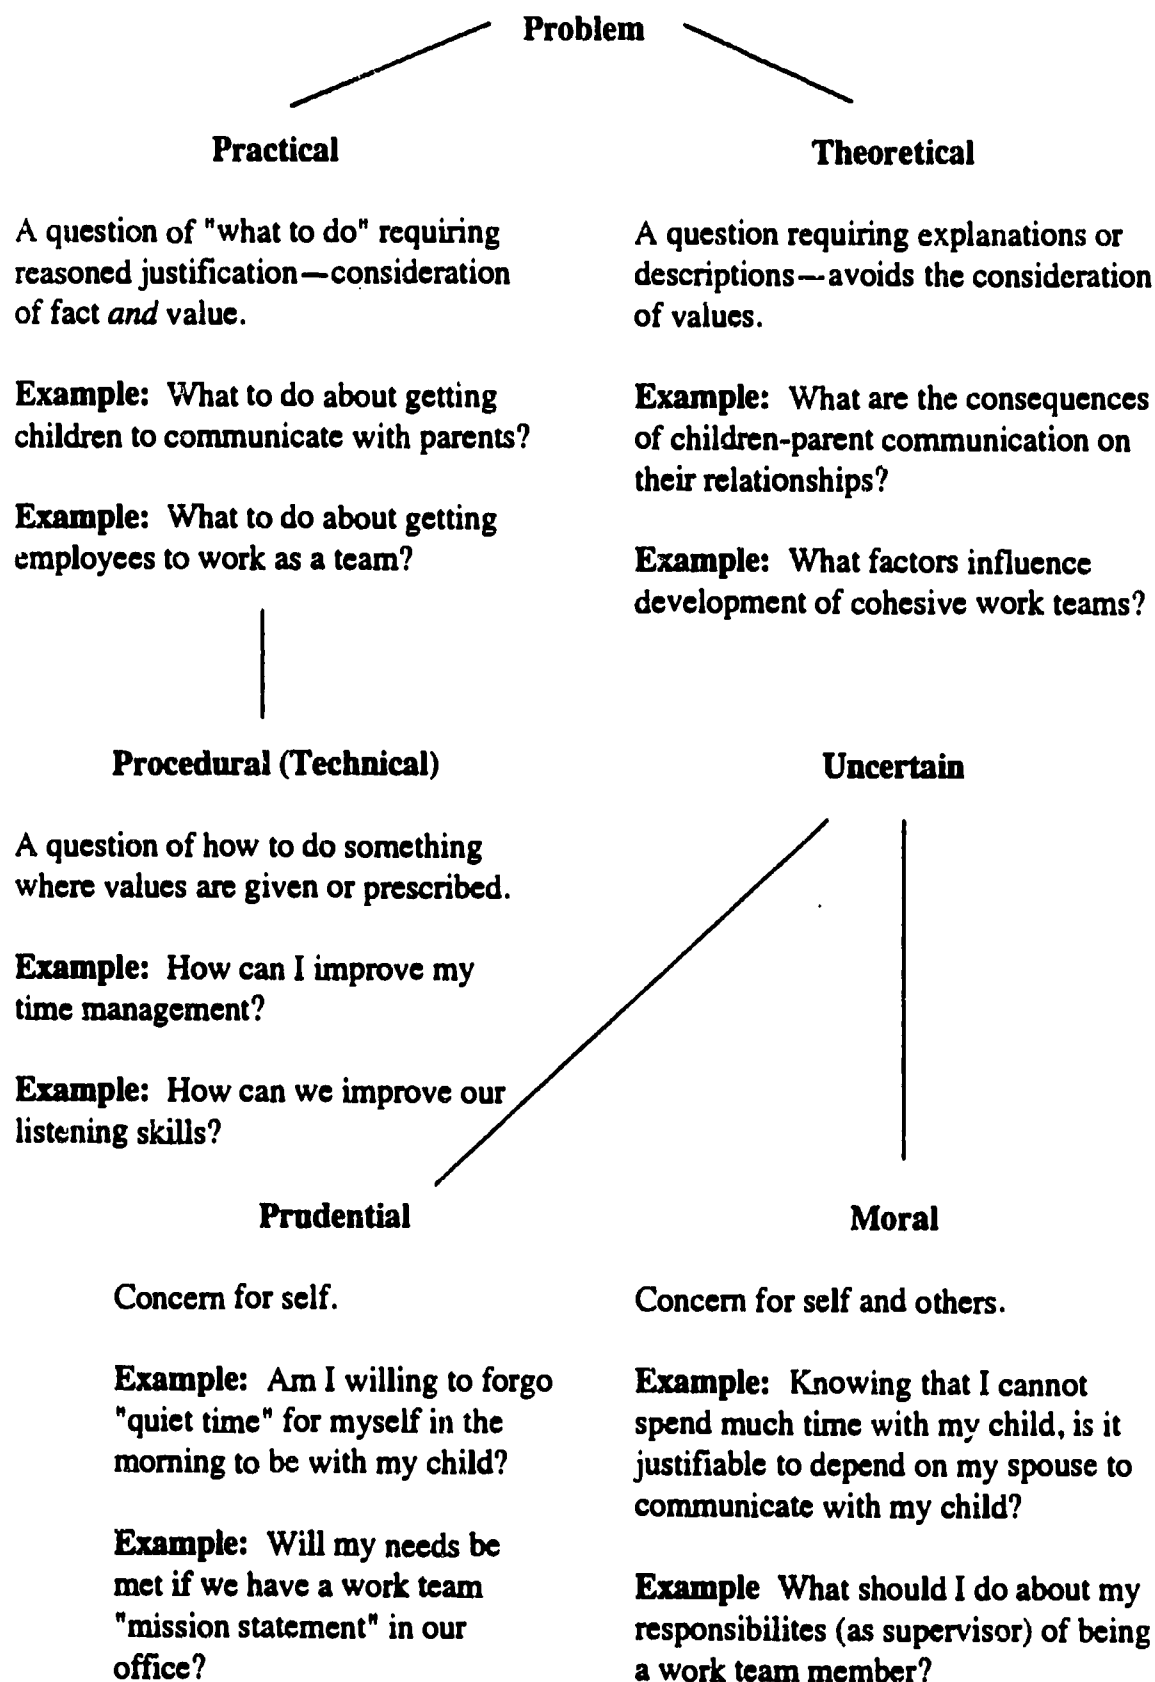 Problem
Practical
A question of "what to do" requiring
reasoned justification—consideration
of fact and value.
Example: What to do about getting
children to communicate with parents?
Example: What to do about getting
employees to work as a team?
Theoretical
A question requiring explanations or
descriptions—avoids the consideration
of values.
Example: What are the consequences
of children-parent communication on
their relationships?
Example: What factors influence
development of cohesive work teams?
Procedural (Technical)
A question of how to do something
where values are given or prescribed.
Example: How can I improve my
time management?
Example: How can we improve our
listening skills?
Uncertain
Prudential
Concern for self.
Example: Am I willing to forgo
"quiet time" for myself in the
morning to be with my child?
Example: Will my needs be
met if we have a work team
"mission statement" in our
office?
Moral
Concern for self and others.
Example: Knowing that I cannot
spend much time with my child, is it
justifiable to depend on my spouse to
communicate with my child?
Example What should I do about my
responsibilites (as supervisor) of being
a work team member?